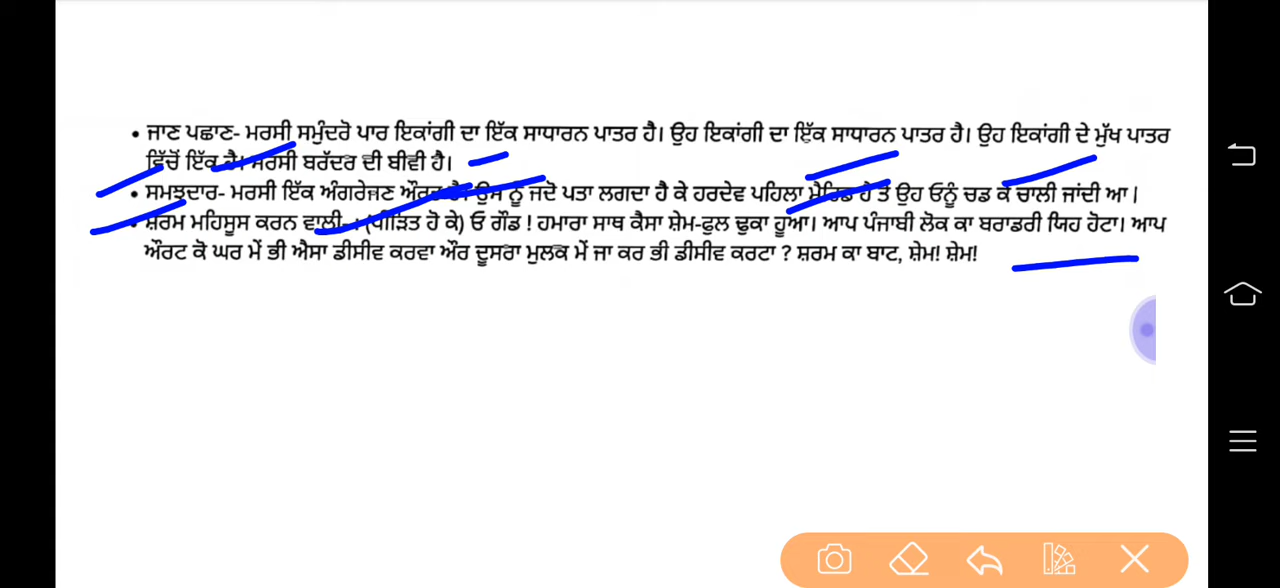 • ਜਾਣ ਪਛਾਣ- ਮਰਸੀ ਸਮੁੰਦਰੋ ਪਾਰ ਇਕਾਂਗੀ ਦਾ ਇੱਕ ਸਾਧਾਰਨ ਪਾਤਰ ਹੈ। ਉਹ ਇਕਾਂਗੀ ਦਾ ਇੱਕ ਸਾਧਾਰਨ ਪਾਤਰ ਹੈ। ਉਹ ਇਕਾਂਗੀ ਦੇ ਮੁੱਖ ਪਾਤਰ
ਵਿੱਚੋਂ ਇੱਕ ਹੈ। ਮਰਸੀ ਬਰੱਦਰ ਦੀ ਬੀਵੀ ਹੈ।
• ਸਮਝਦਾਰ- ਮਰਸੀ ਇੱਕ ਅੰਗਰੇਜ਼ਣ ਔਰਤ ਹੈ। ਉਸ ਨੂੰ ਜਦੋ ਪਤਾ ਲਗਦਾ ਹੈ ਕੇ ਹਰਦੇਵ ਪਹਿਲਾ ਮੈਰਿਡ ਹੇ ਤੇ ਉਹ ਓਨੂੰ ਚਡ ਕੇ ਚਾਲੀ ਜਾਂਦੀ ਆ।
• ਸ਼ਰਮ ਮਹਿਸੂਸ ਕਰਨ ਵਾਲੀ- : (ਪੀੜਿਤ ਹੋ ਕੇ) ਓ ਗੌਡ ! ਹਮਾਰਾ ਸਾਥ ਕੈਸਾ ਸ਼ੇਮ-ਫੁਲ ਢੁਕਾ ਹੂਆ। ਆਪ ਪੰਜਾਬੀ ਲੋਕ ਕਾ ਬਰਾਡਰੀ ਯਿਹ ਹੋਟਾ। ਆਪ
ਔਰਟ ਕੋ ਘਰ ਮੇਂ ਭੀ ਐਸਾ ਡੀਸੀਵ ਕਰਵਾ ਔਰ ਦੂਸਰਾ ਮੁਲਕ ਮੇਂ ਜਾ ਕਰ ਭੀ ਡੀਸੀਵ ਕਰਟਾ ? ਸ਼ਰਮ ਕਾ ਬਾਟ, ਸ਼ੇਮ! ਸ਼ੇਮ!